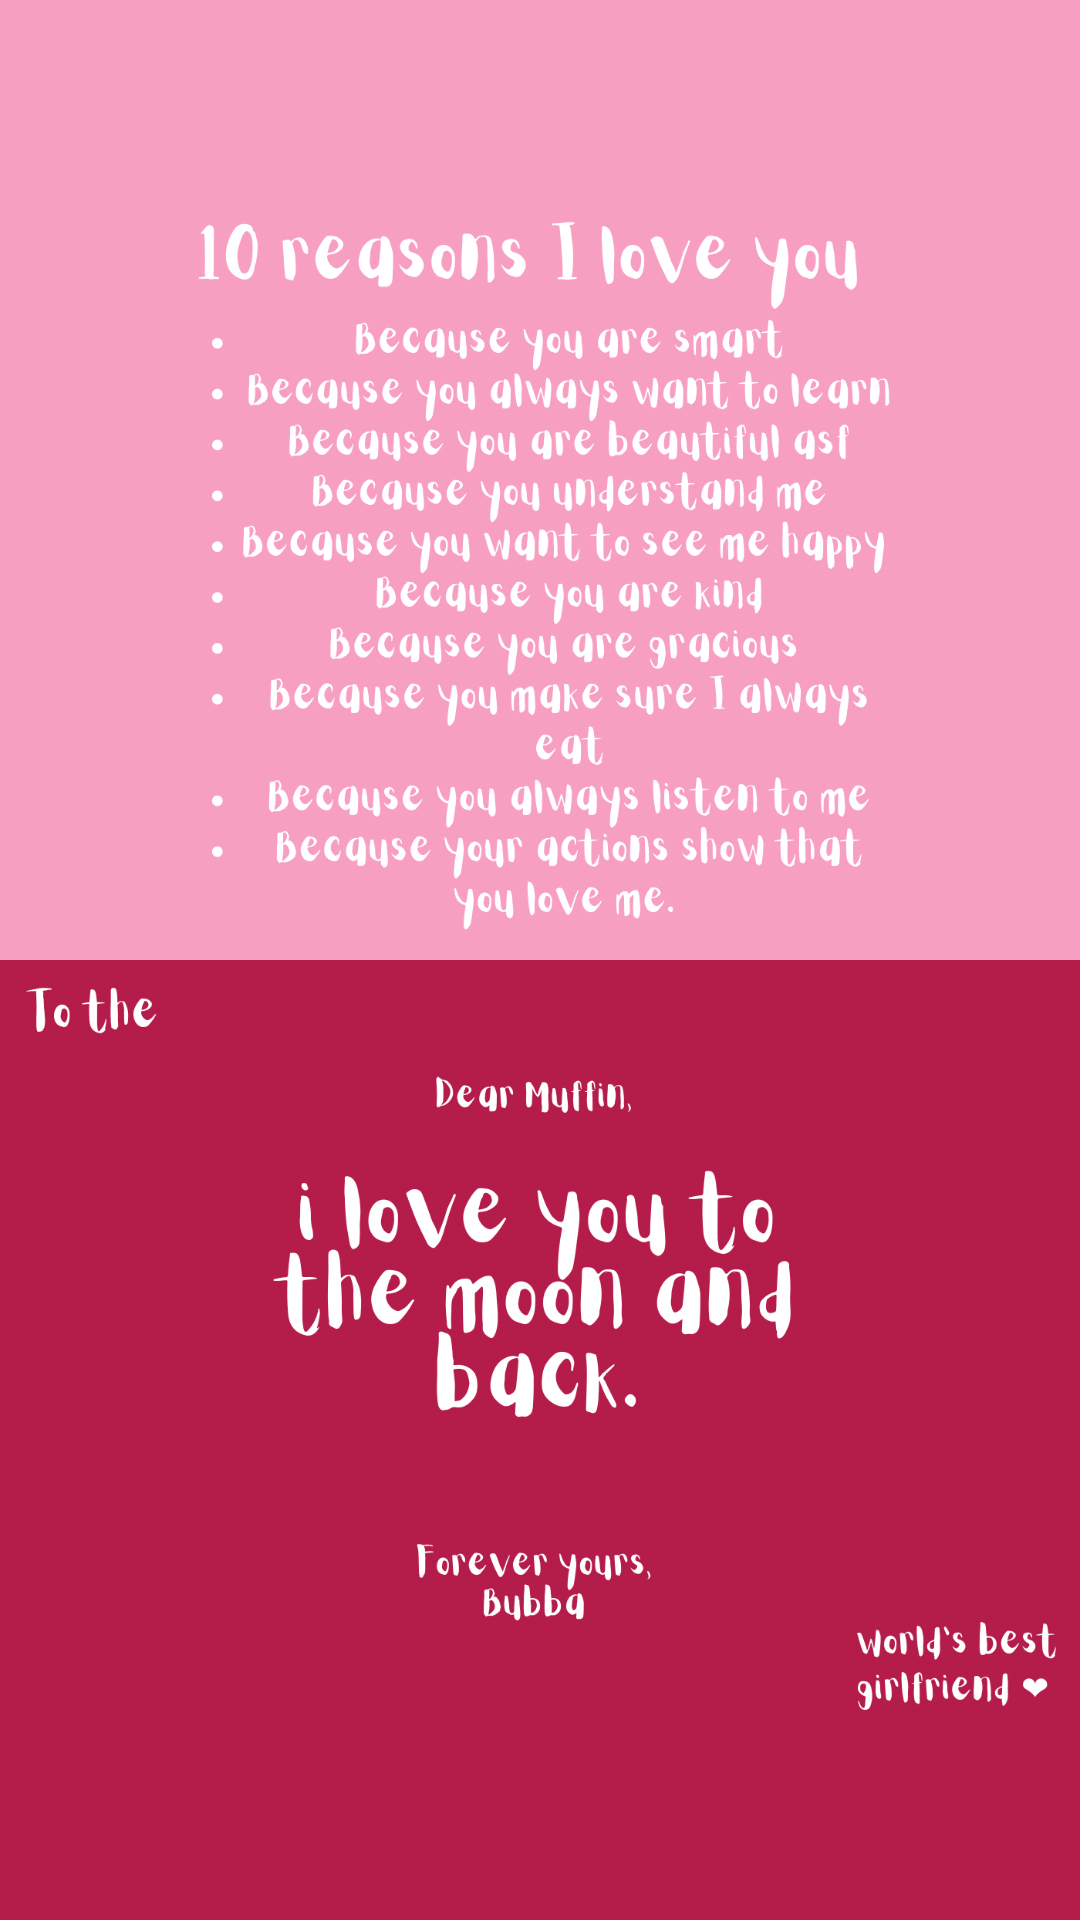 10 reasons I love you
• Because you are smart
• Because you always want to learn
• Because you are beautiful asf
• Because you understand me
• Because you want to see me happy
• Because you are kind
• Because you are gracious
• Because you make sure I always
eat
• Because you always listen to me
• Because your actions show that
you love me.
To the
Dear Muffin,
i love you to
the moon and
back.
Forever yours,
Bubba
World's best
girlfriend ❤